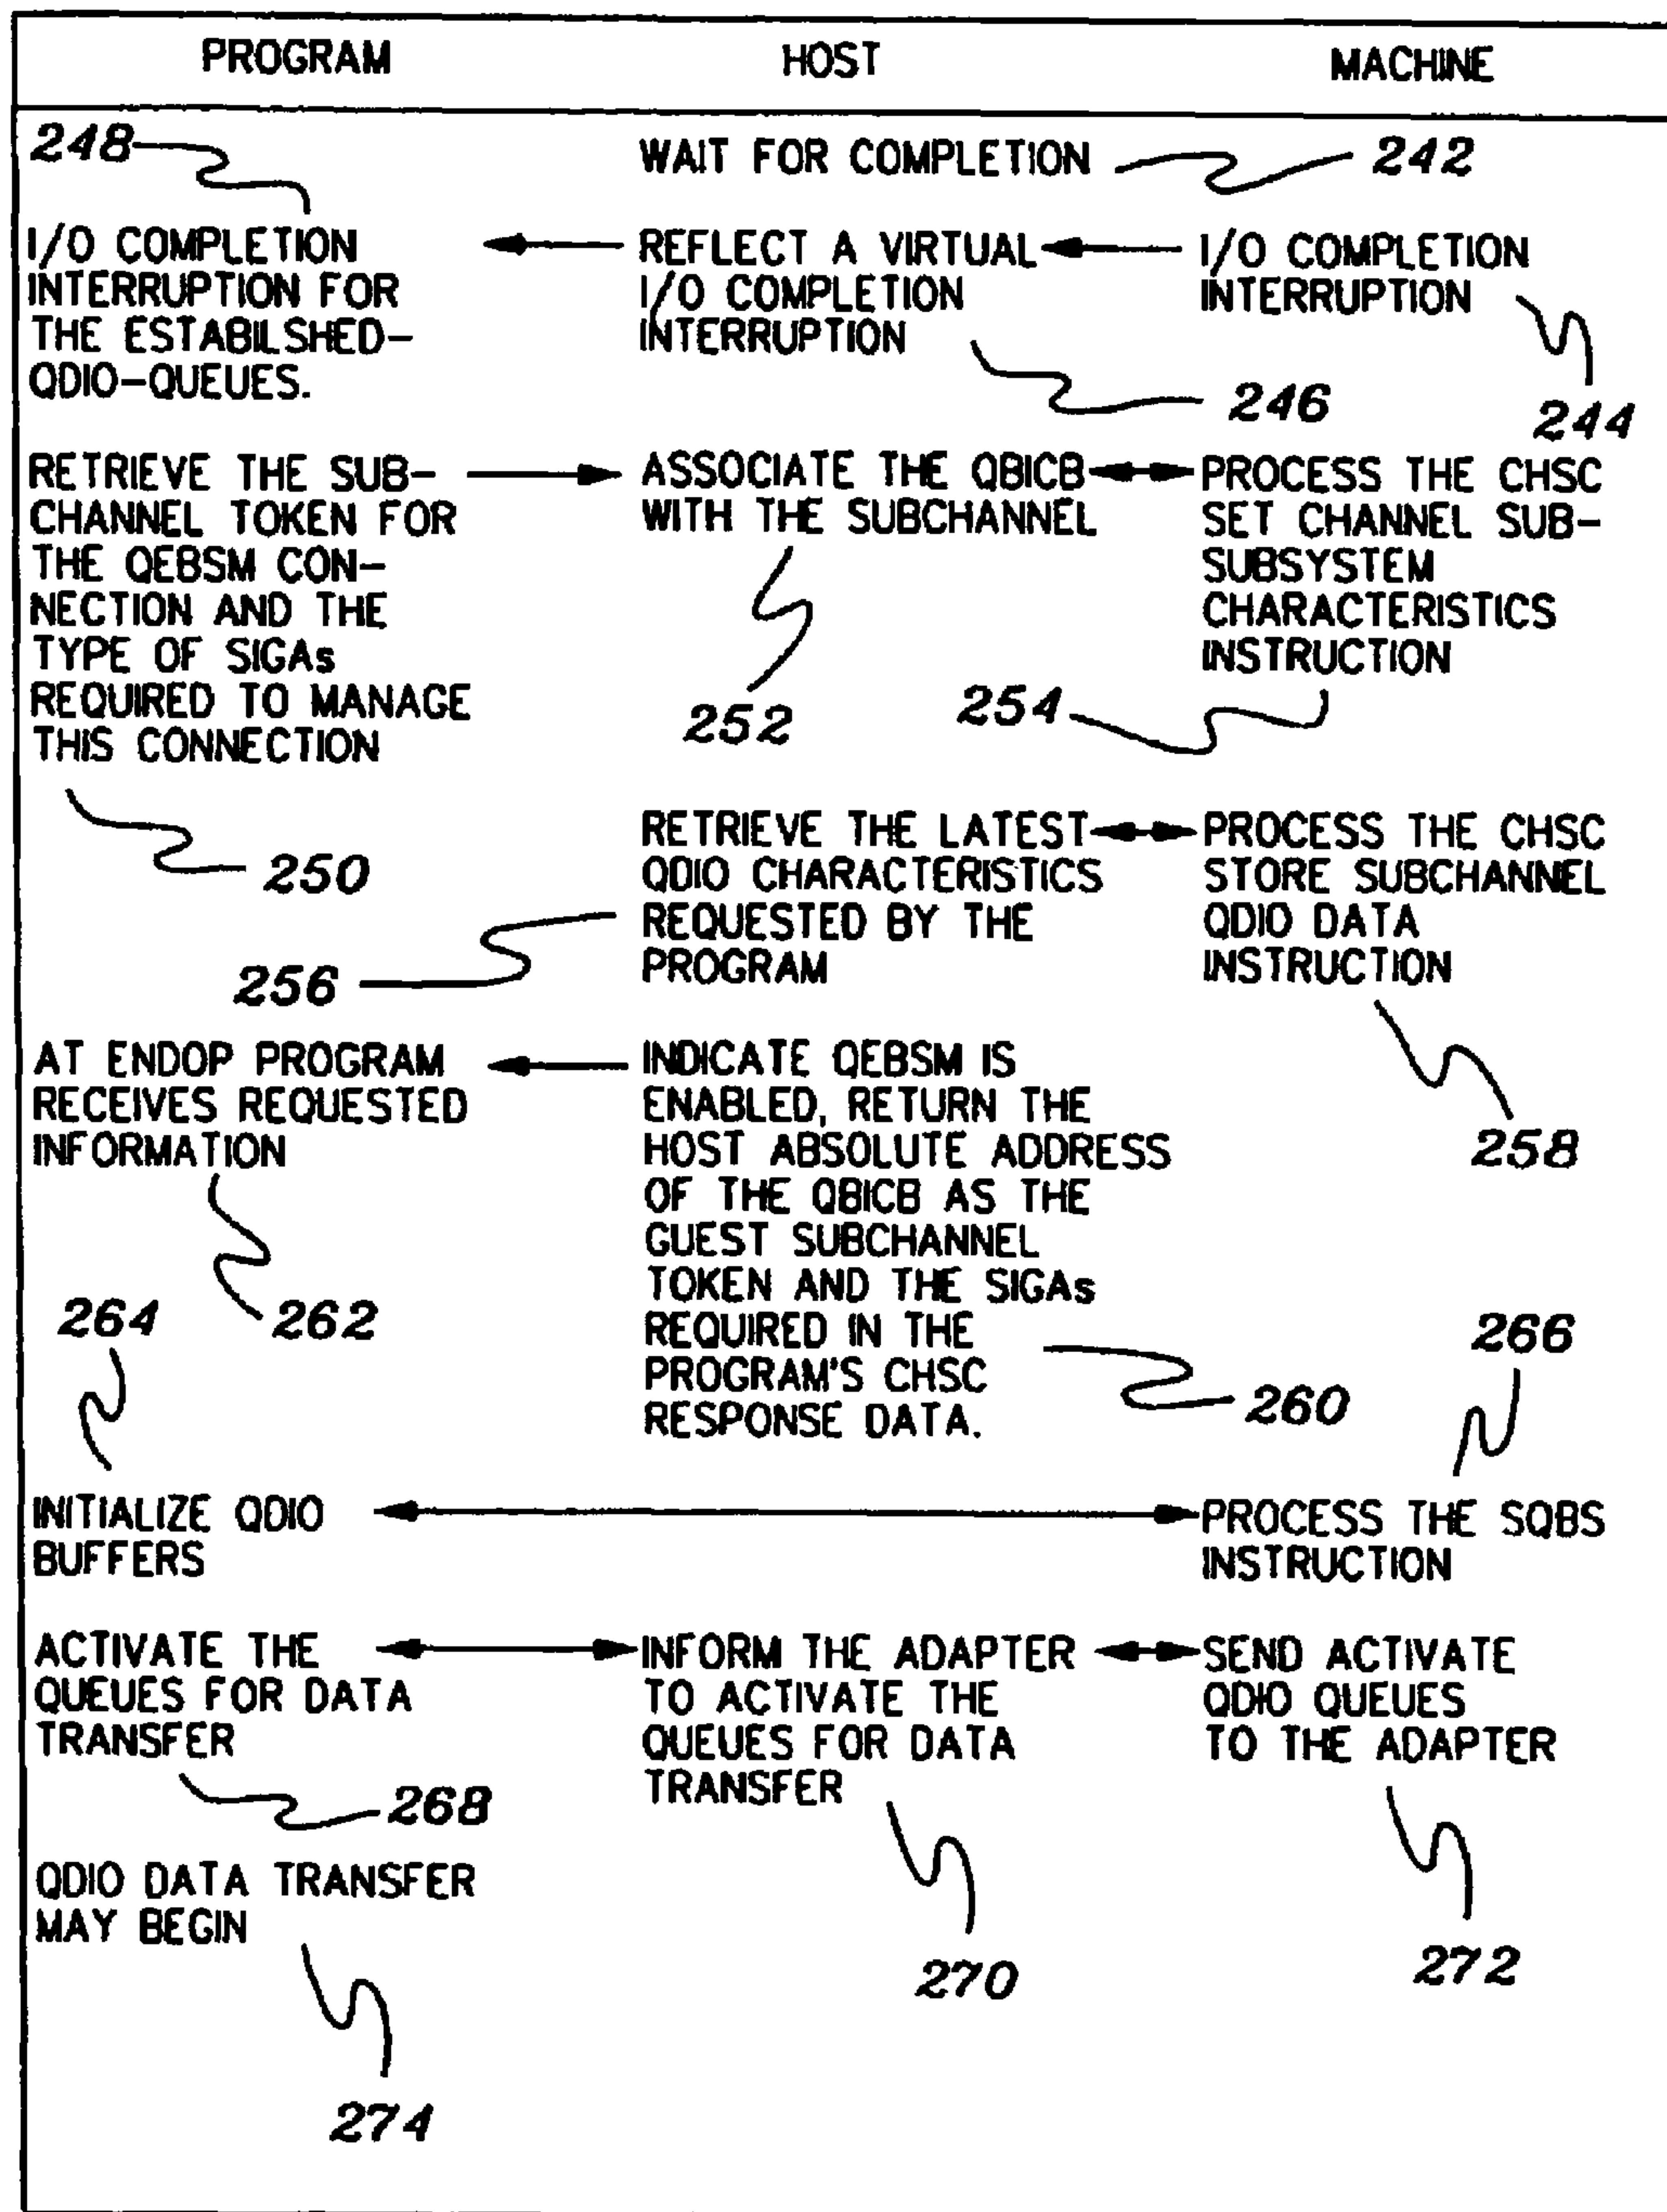 PROGRAM HOST MACHINE
248
WAIT FOR COMPLETION 242
I/O COMPLETION
INTERRUPTION FOR
THE ESTABILSHED-
QDIO-QUEUES.
REFLECT A VIRTUAL
I/O COMPLETION
INTERRUPTION
246
I/O COMPLETION
INTERRUPTION
244
RETRIEVE THE SUB-
CHANNEL TOKEN FOR
THE QEBSM CON-
NECTION AND THE
TYPE OF SIGAs
REQUIRED TO MANAGE
THIS CONNECTION
250
ASSOCIATE THE QBICB
WITH THE SUBCHANNEL
252
PROCESS THE CHSC
SET CHANNEL SUB-
SUBSYSTEM
CHARACTERISTICS
INSTRUCTION
254
RETRIEVE THE LATEST
QDIO CHARACTERISTICS
REQUESTED BY THE
PROGRAM
256
PROCESS THE CHSC
STORE SUBCHANNEL
QDIO DATA
INSTRUCTION
258
AT ENDOP PROGRAM
RECEIVES REQUESTED
INFORMATION
262
INDICATE QEBSM IS
ENABLED, RETURN THE
HOST ABSOLUTE ADDRESS
OF THE QBICB AS THE
GUEST SUBCHANNEL
TOKEN AND THE SIGAs
REQUIRED IN THE
PROGRAM'S CHSC
RESPONSE DATA.
260
264
INITIALIZE QDIO
BUFFERS
266
PROCESS THE SQBS
INSTRUCTION
ACTIVATE THE
QUEUES FOR DATA
TRANSFER
268
INFORM THE ADAPTER
TO ACTIVATE THE
QUEUES FOR DATA
TRANSFER
270
SEND ACTIVATE
QDIO QUEUES
TO THE ADAPTER
272
QDIO DATA TRANSFER
MAY BEGIN
274